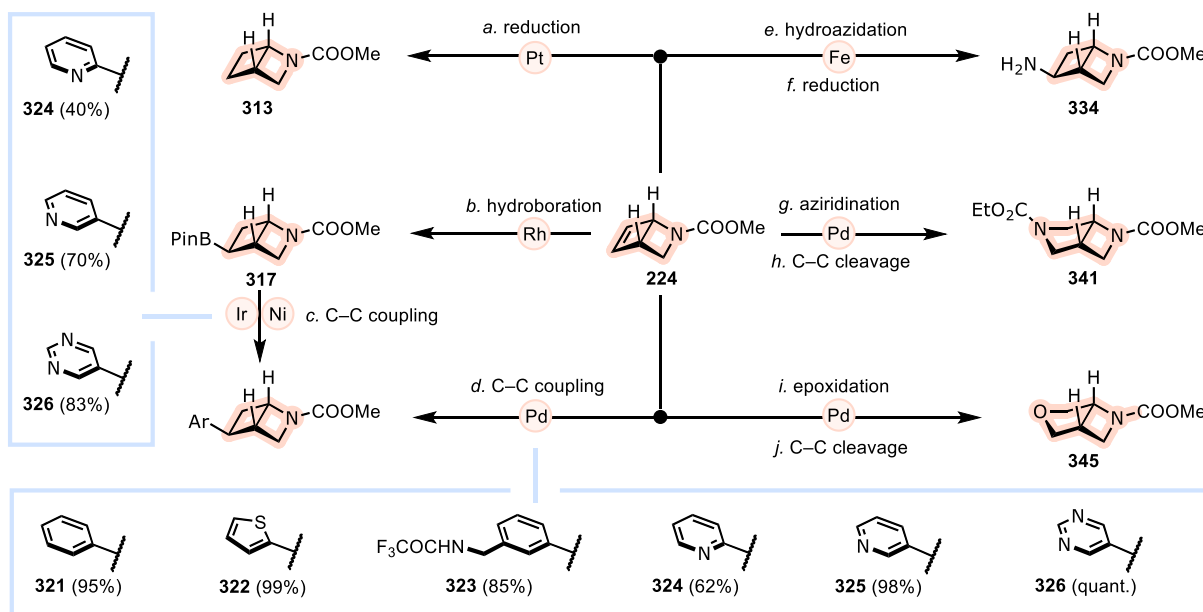 a. reduction
Pt
H
H
N
COOMe
313
e. hydroazidation
Fe
f. reduction
H
H
H2N
N
COOMe
334
N
324 (40%)
N
325 (70%)
N
N
326 (83%)
b. hydroboration
Rh
H
H
PinB
N
COOMe
317
H
H
N
COOMe
224
g. aziridination
Pd
h. C–C cleavage
EtO2C
N
H
H
N
COOMe
341
Ir
Ni
c. C–C coupling
H
H
Ar
N
COOMe
d. C–C coupling
Pd
i. epoxidation
Pd
j. C–C cleavage
H
H
O
N
COOMe
345
321 (95%)
S
322 (99%)
F3COCHN
323 (85%)
N
324 (62%)
N
325 (98%)
N
N
326 (quant.)